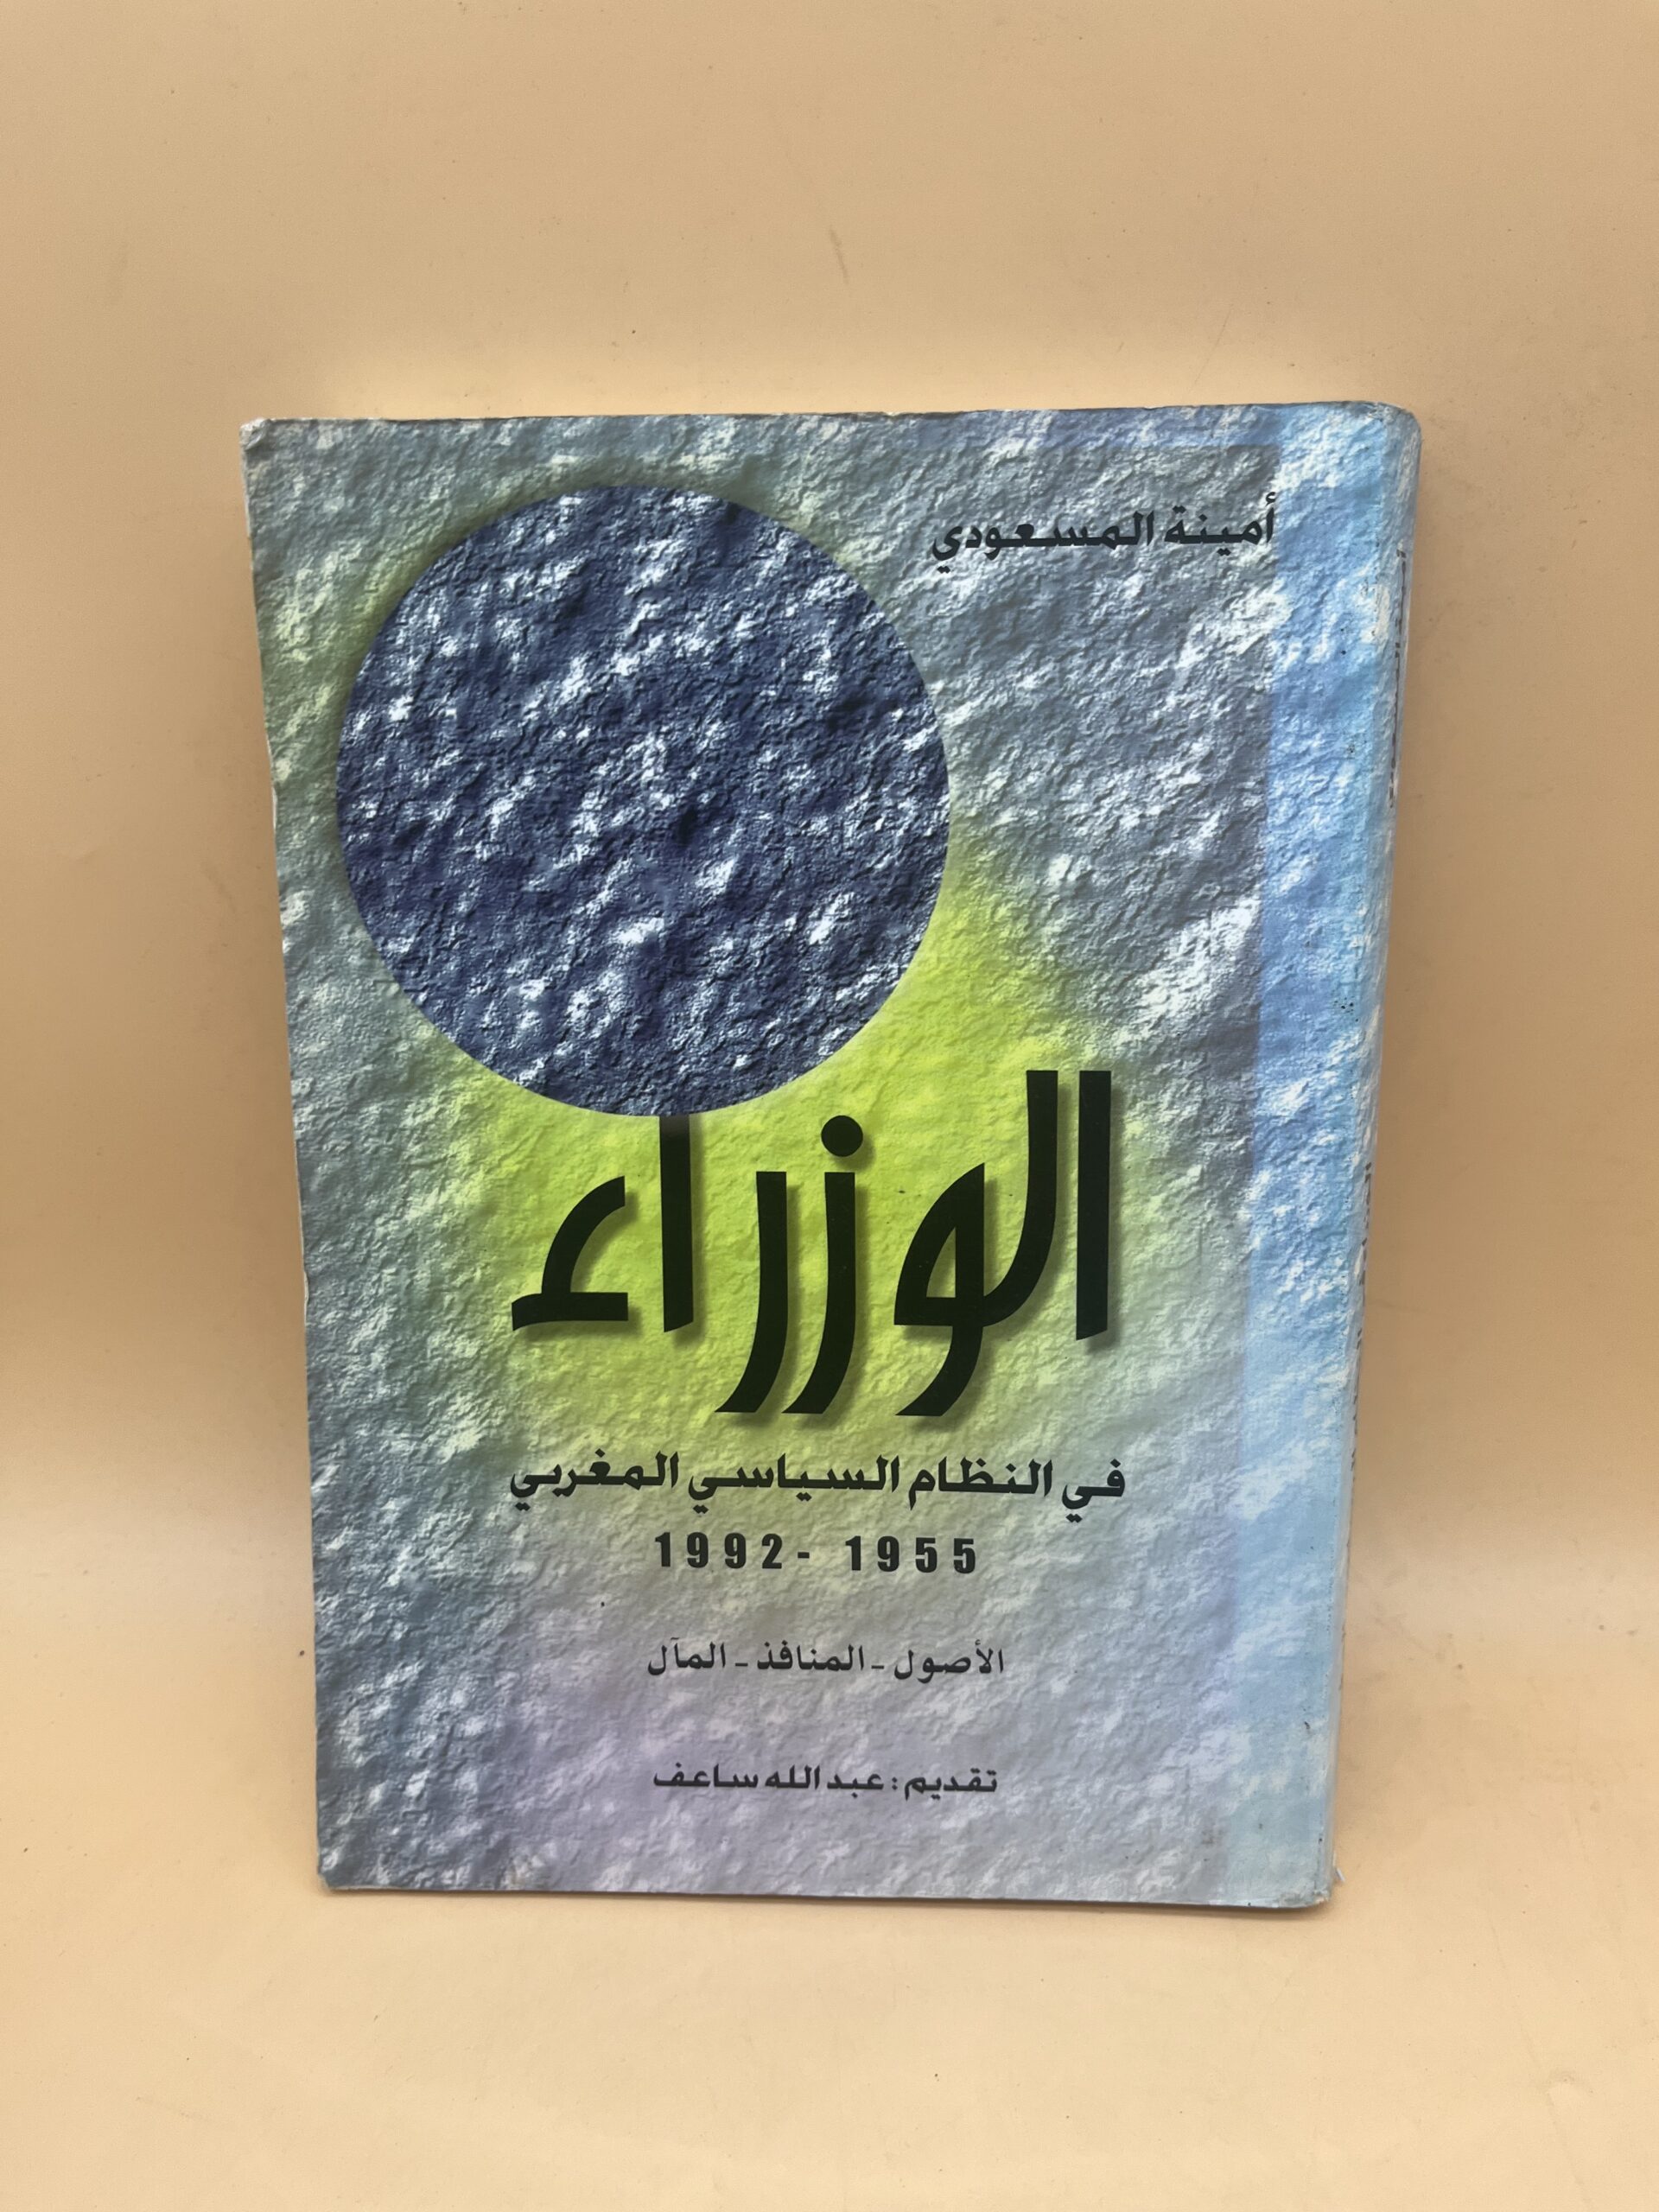 أمينة المسعودي
الوزراء
في النظام السياسي المغربي
1992 - 1955
الأصول - المنافذ - المآل
تقديم : عبد الله ساعف